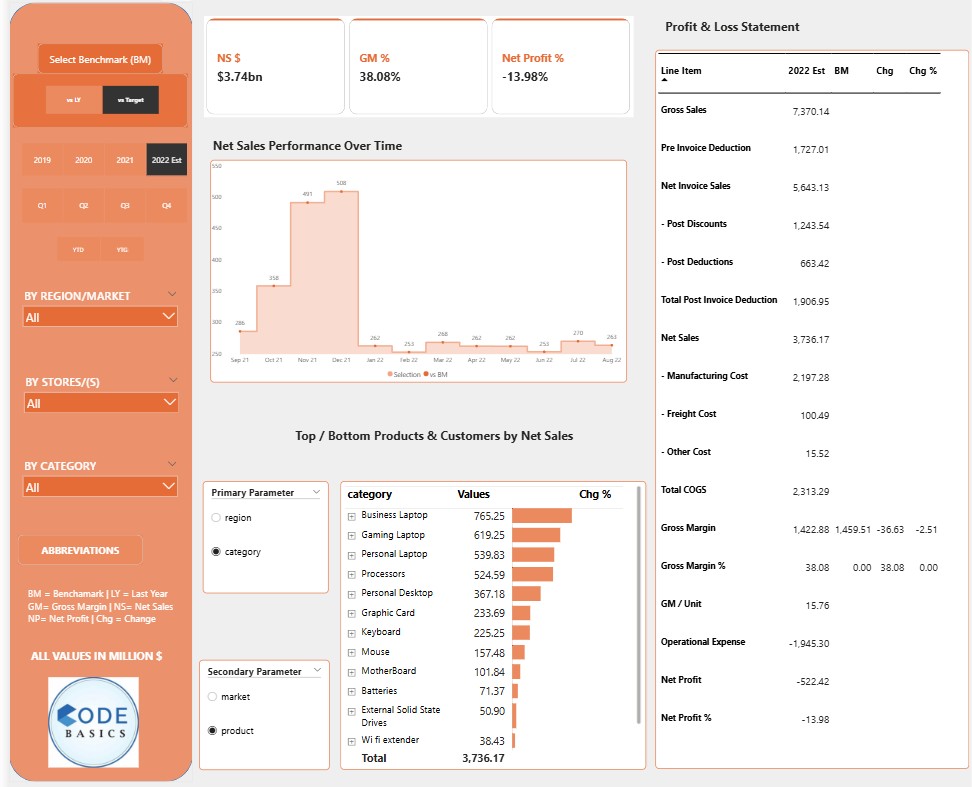 Select Benchmark (BM)
vs LY
vs Target
2019
2020
2021
2022 Est
Q1
Q2
Q3
Q4
YTD
YTG
BY REGION/MARKET
All
BY STORES/(S)
All
BY CATEGORY
All
ABBREVIATIONS
BM = Benchamark | LY = Last Year
GM= Gross Margin | NS= Net Sales
NP= Net Profit | Chg = Change
ALL VALUES IN MILLION $
CODE
BASICS
NS $
$3.74bn
GM %
38.08%
Net Profit %
-13.98%
Net Sales Performance Over Time
550
500
450
400
350
300
250
286
358
491
508
262
253
268
262
262
253
270
263
Sep 21
Oct 21
Nov 21
Dec 21
Jan 22
Feb 22
Mar 22
Apr 22
May 22
Jun 22
Jul 22
Aug 22
Selection
vs BM
Top / Bottom Products & Customers by Net Sales
Primary Parameter
region
category
Secondary Parameter
market
product
category Values Chg %
Business Laptop 765.25
Gaming Laptop 619.25
Personal Laptop 539.83
Processors 524.59
Personal Desktop 367.18
Graphic Card 233.69
Keyboard 225.25
Mouse 157.48
MotherBoard 101.84
Batteries 71.37
External Solid State 50.90
Drives
Wi fi extender 38.43
Total 3,736.17
Profit & Loss Statement
Line Item 2022 Est BM Chg Chg %
Gross Sales 7,370.14
Pre Invoice Deduction 1,727.01
Net Invoice Sales 5,643.13
- Post Discounts 1,243.54
- Post Deductions 663.42
Total Post Invoice Deduction 1,906.95
Net Sales 3,736.17
- Manufacturing Cost 2,197.28
- Freight Cost 100.49
- Other Cost 15.52
Total COGS 2,313.29
Gross Margin 1,422.88 1,459.51 -36.63 -2.51
Gross Margin % 38.08 0.00 38.08 0.00
GM / Unit 15.76
Operational Expense -1,945.30
Net Profit -522.42
Net Profit % -13.98